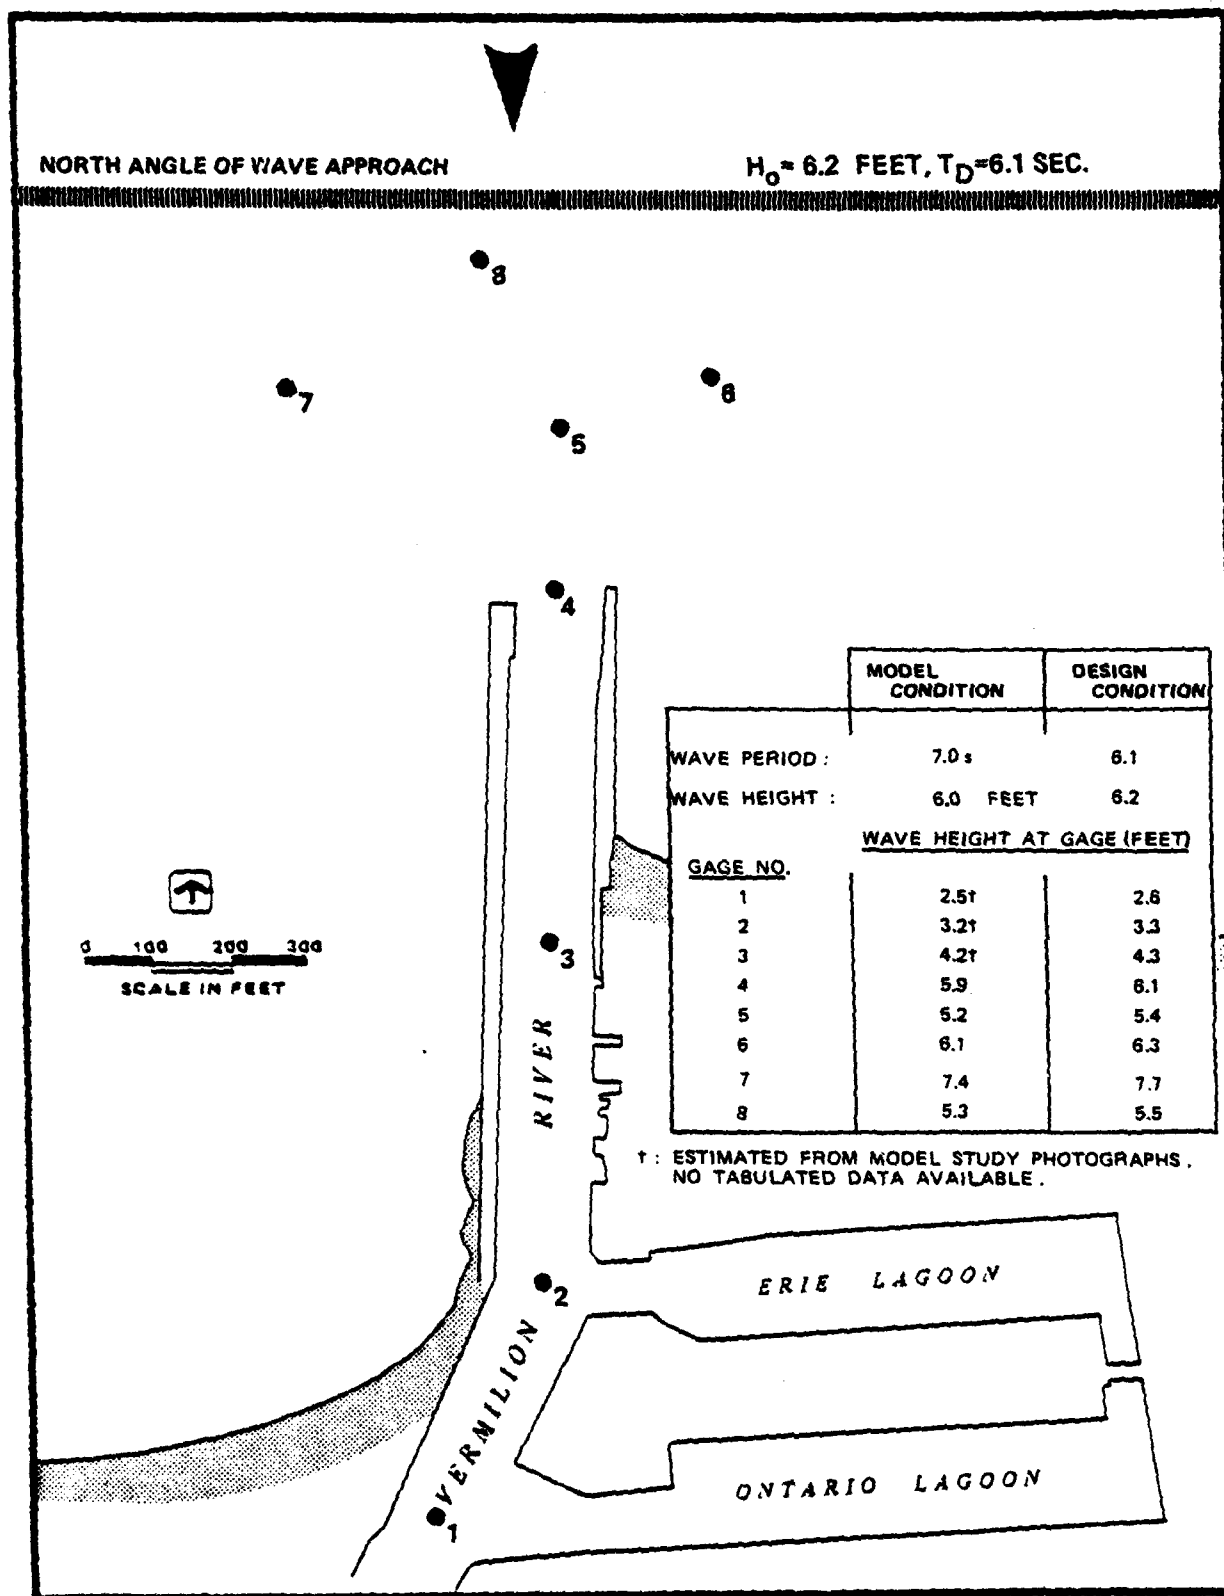 NORTH ANGLE OF WAVE APPROACH
H₀= 6.2 FEET, T_D=6.1 SEC.
8
7
6
5
4
MODEL CONDITION
DESIGN CONDITION
WAVE PERIOD : 7.0 s 6.1
WAVE HEIGHT : 6.0 FEET 6.2
WAVE HEIGHT AT GAGE (FEET)
GAGE NO.
1 2.5† 2.6
2 3.2† 3.3
3 4.2† 4.3
4 5.9 6.1
5 5.2 5.4
6 6.1 6.3
7 7.4 7.7
8 5.3 5.5
† : ESTIMATED FROM MODEL STUDY PHOTOGRAPHS.
NO TABULATED DATA AVAILABLE.
0 100 200 300
SCALE IN FEET
3
RIVER
2
ERIE LAGOON
VERMILION
ONTARIO LAGOON
1